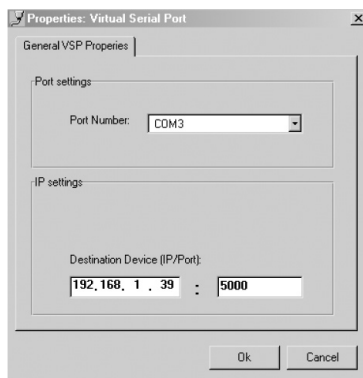 Properties: Virtual Serial Port
General VSP Properies
Port settings
Port Number: COM3
IP settings
Destination Device (IP/Port):
192.168. 1 . 39 : 5000
Ok Cancel